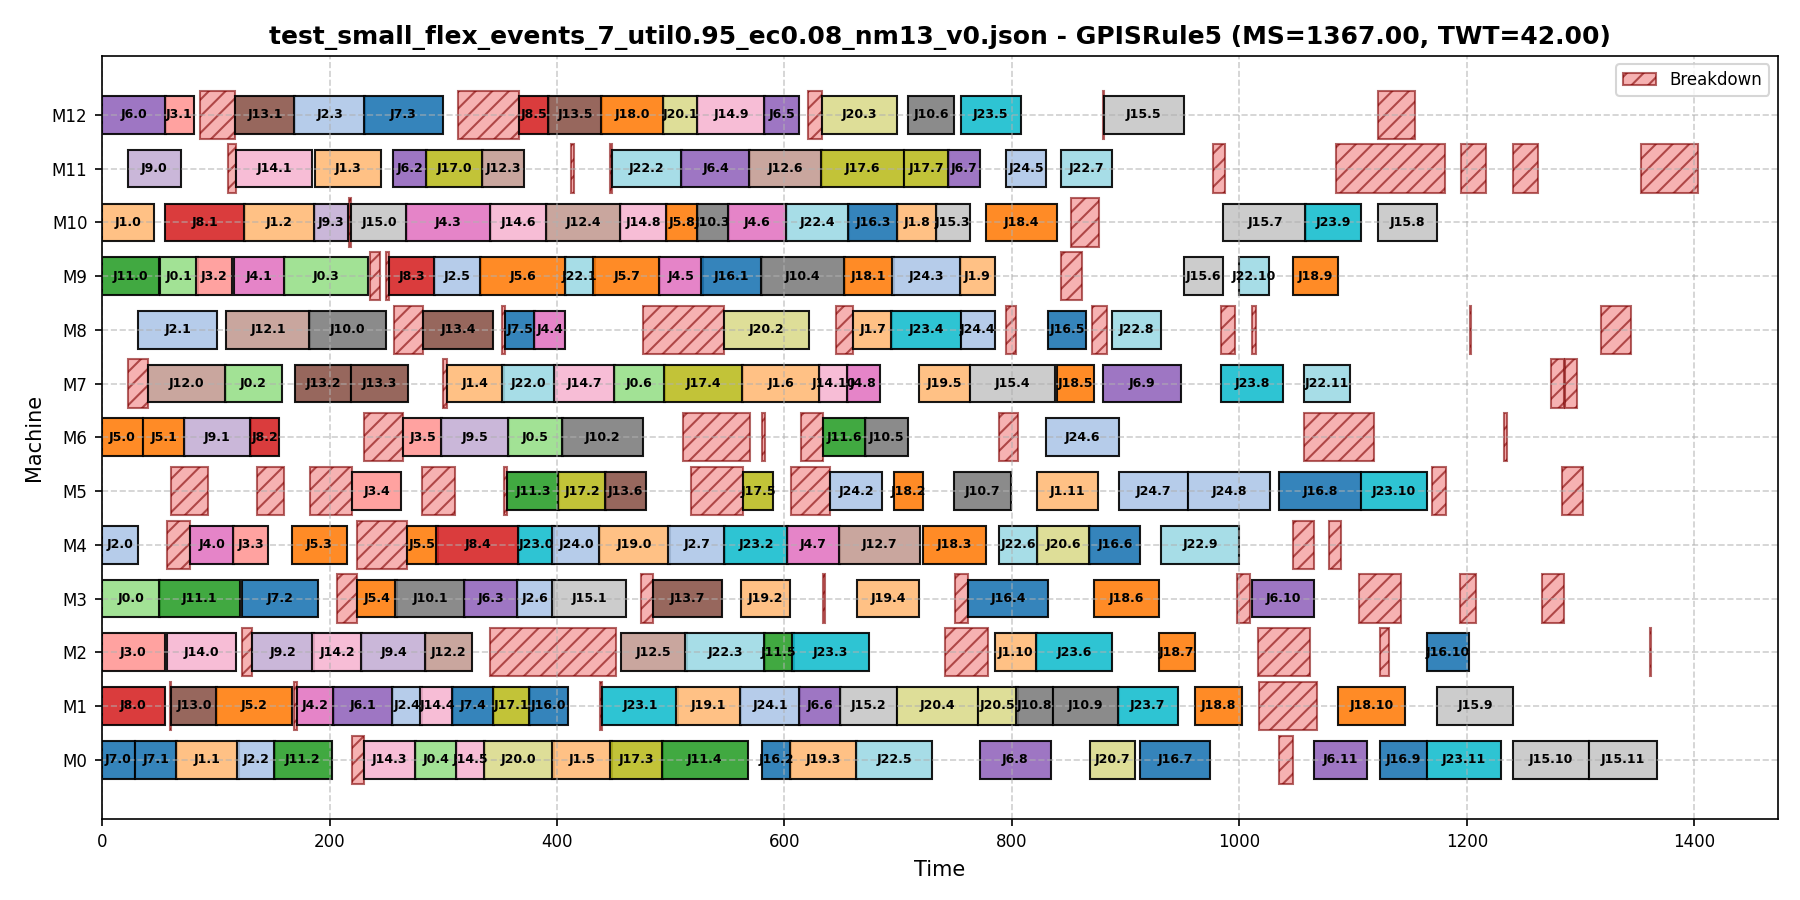 test_small_flex_events_7_util0.95_ec0.08_nm13_v0.json - GPISRule5 (MS=1367.00, TWT=42.00)
Breakdown
M12 J6.0 J3.1 J13.1 J2.3 J7.3 J8.5 J13.5 J18.0 J20.1 J14.9 J6.5 J20.3 J10.6 J23.5 J15.5
M11 J9.0 J14.1 J1.3 J6.2 J17.0 J12.3 J22.2 J6.4 J12.6 J17.6 J17.7 J6.7 J24.5 J22.7
M10 J1.0 J8.1 J1.2 J9.3 J15.0 J4.3 J14.6 J12.4 J14.8 J5.8 J10.3 J4.6 J22.4 J16.3 J1.8 J15.3 J18.4 J15.7 J23.9 J15.8
M9 J11.0 J0.1 J3.2 J4.1 J0.3 J8.3 J2.5 J5.6 J22.1 J5.7 J4.5 J16.1 J10.4 J18.1 J24.3 J1.9 J15.6 J22.10 J18.9
M8 J2.1 J12.1 J10.0 J13.4 J7.5 J4.4 J20.2 J1.7 J23.4 J24.4 J16.5 J22.8
M7 J12.0 J0.2 J13.2 J13.3 J1.4 J22.0 J14.7 J0.6 J17.4 J1.6 J14.10 J4.8 J19.5 J15.4 J18.5 J6.9 J23.8 J22.11
M6 J5.0 J5.1 J9.1 J8.2 J3.5 J9.5 J0.5 J10.2 J11.6 J10.5 J24.6
M5 J3.4 J11.3 J17.2 J13.6 J17.5 J24.2 J18.2 J10.7 J1.11 J24.7 J24.8 J16.8 J23.10
M4 J2.0 J4.0 J3.3 J5.3 J5.5 J8.4 J23.0 J24.0 J19.0 J2.7 J23.2 J4.7 J12.7 J18.3 J22.6 J20.6 J16.6 J22.9
M3 J0.0 J11.1 J7.2 J5.4 J10.1 J6.3 J2.6 J15.1 J13.7 J19.2 J19.4 J16.4 J18.6 J6.10
M2 J3.0 J14.0 J9.2 J14.2 J9.4 J12.2 J12.5 J22.3 J11.5 J23.3 J1.10 J23.6 J18.7 J16.10
M1 J8.0 J13.0 J5.2 J4.2 J6.1 J2.4 J14.4 J7.4 J17.1 J16.0 J23.1 J19.1 J24.1 J6.6 J15.2 J20.4 J20.5 J10.8 J10.9 J23.7 J18.8 J18.10 J15.9
M0 J7.0 J7.1 J1.1 J2.2 J11.2 J14.3 J0.4 J14.5 J20.0 J1.5 J17.3 J11.4 J16.2 J19.3 J22.5 J6.8 J20.7 J16.7 J6.11 J16.9 J23.11 J15.10 J15.11
Machine
0 200 400 600 800 1000 1200 1400
Time